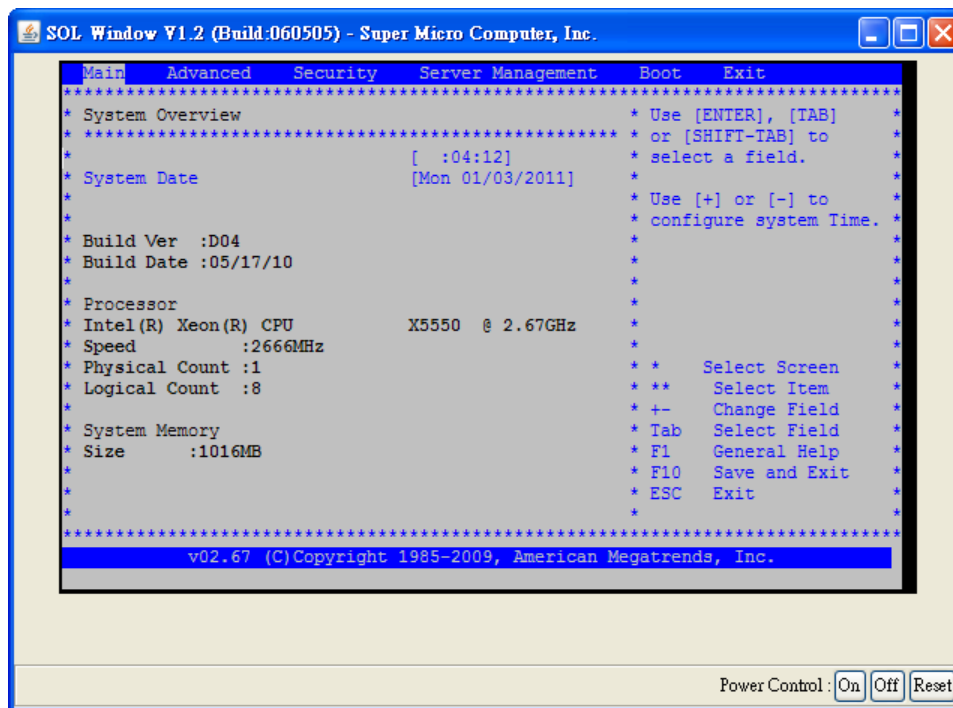 SOL Window V1.2 (Build:060505) - Super Micro Computer, Inc.
Main Advanced Security Server Management Boot Exit
*****************************************************************************
* System Overview * Use [ENTER], [TAB] *
* *************************************************** * or [SHIFT-TAB] to *
* [ :04:12] * select a field. *
* System Date [Mon 01/03/2011] * *
* * Use [+] or [-] to *
* * configure system Time. *
* Build Ver :D04 * *
* Build Date :05/17/10 * *
* * *
* Processor * *
* Intel(R) Xeon(R) CPU X5550 @ 2.67GHz * *
* Speed :2666MHz * *
* Physical Count :1 * * Select Screen *
* Logical Count :8 * ** Select Item *
* * +- Change Field *
* System Memory * Tab Select Field *
* Size :1016MB * F1 General Help *
* * F10 Save and Exit *
* * ESC Exit *
* * *
*****************************************************************************
v02.67 (C)Copyright 1985-2009, American Megatrends, Inc.
Power Control : On Off Reset